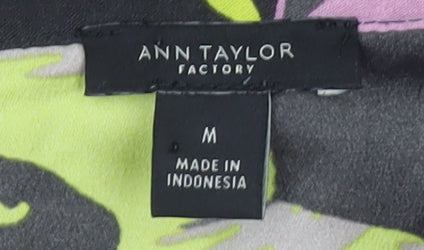 ANN TAYLOR
FACTORY
M
MADE IN
INDONESIA